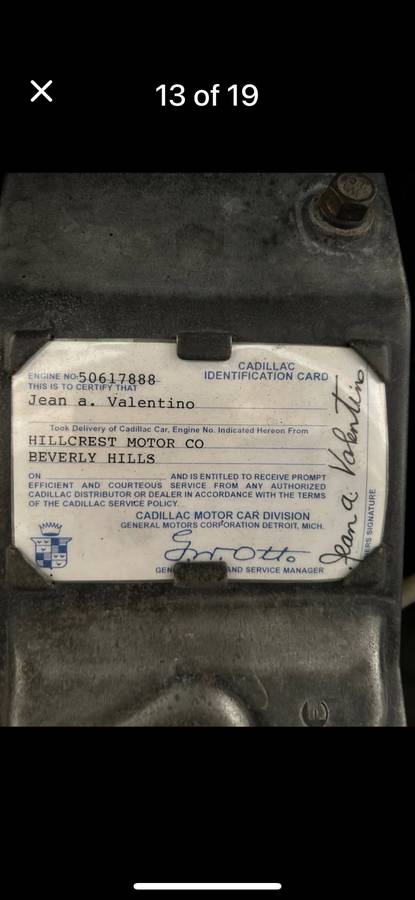 13 of 19
CADILLAC
IDENTIFICATION CARD
ENGINE NO. 50617888
THIS IS TO CERTIFY THAT
Jean a. Valentino
Took Delivery of Cadillac Car, Engine No. Indicated Hereon From
HILLCREST MOTOR CO
BEVERLY HILLS
ON AND IS ENTITLED TO RECEIVE PROMPT
EFFICIENT AND COURTEOUS SERVICE FROM ANY AUTHORIZED
CADILLAC DISTRIBUTOR OR DEALER IN ACCORDANCE WITH THE TERMS
OF THE CADILLAC SERVICE POLICY.
CADILLAC MOTOR CAR DIVISION
GENERAL MOTORS CORPORATION DETROIT, MICH.
G. W. Otto
AND SERVICE MANAGER
Jean a. Valentino
SIGNATURE